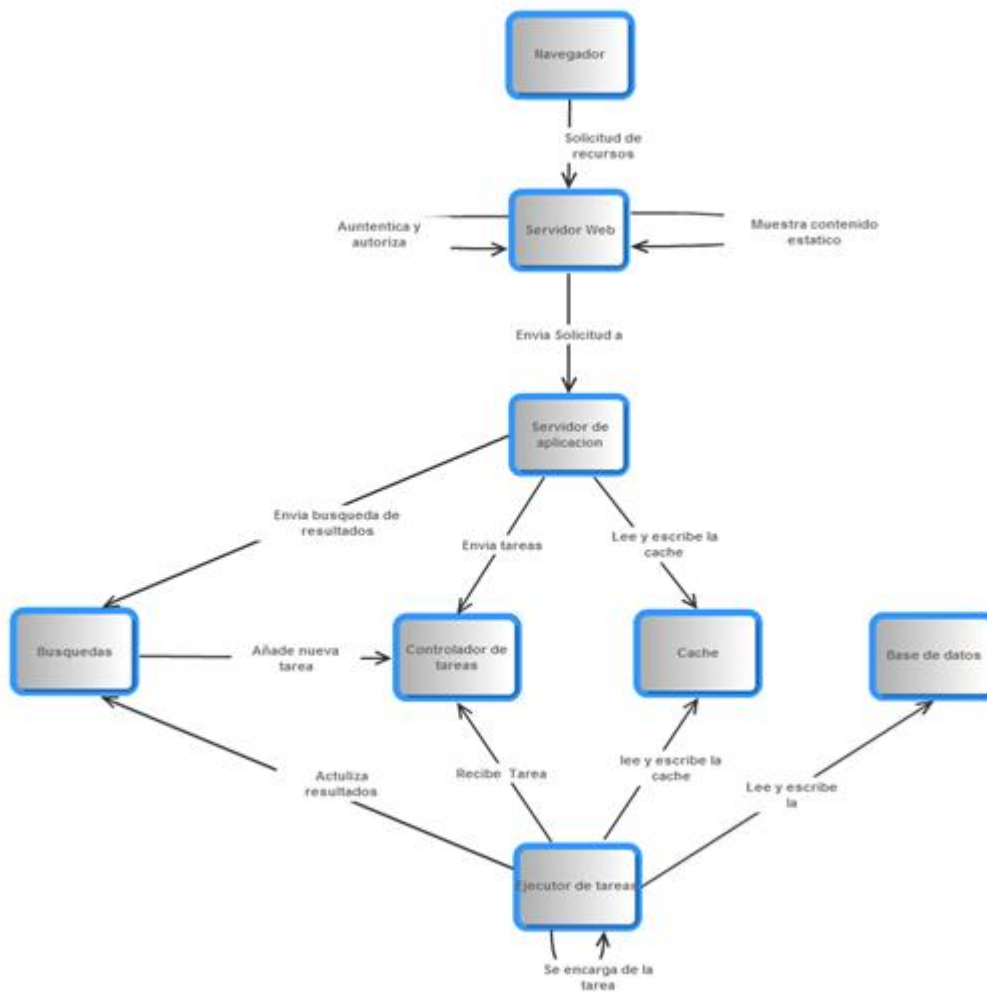 Navegador
Solicitud de
recursos
Auntentica y
autoriza
Servidor Web
Muestra contenido
estatico
Envia Solicitud a
Servidor de
aplicacion
Envia busqueda de
resultados
Envia tareas
Lee y escribe la
cache
Busquedas
Añade nueva
tarea
Controlador de
tareas
Cache
Base de datos
Actuliza
resultados
Recibe Tarea
lee y escribe la
cache
Lee y escribe
la
Ejecutor de tareas
Se encarga de la
tarea